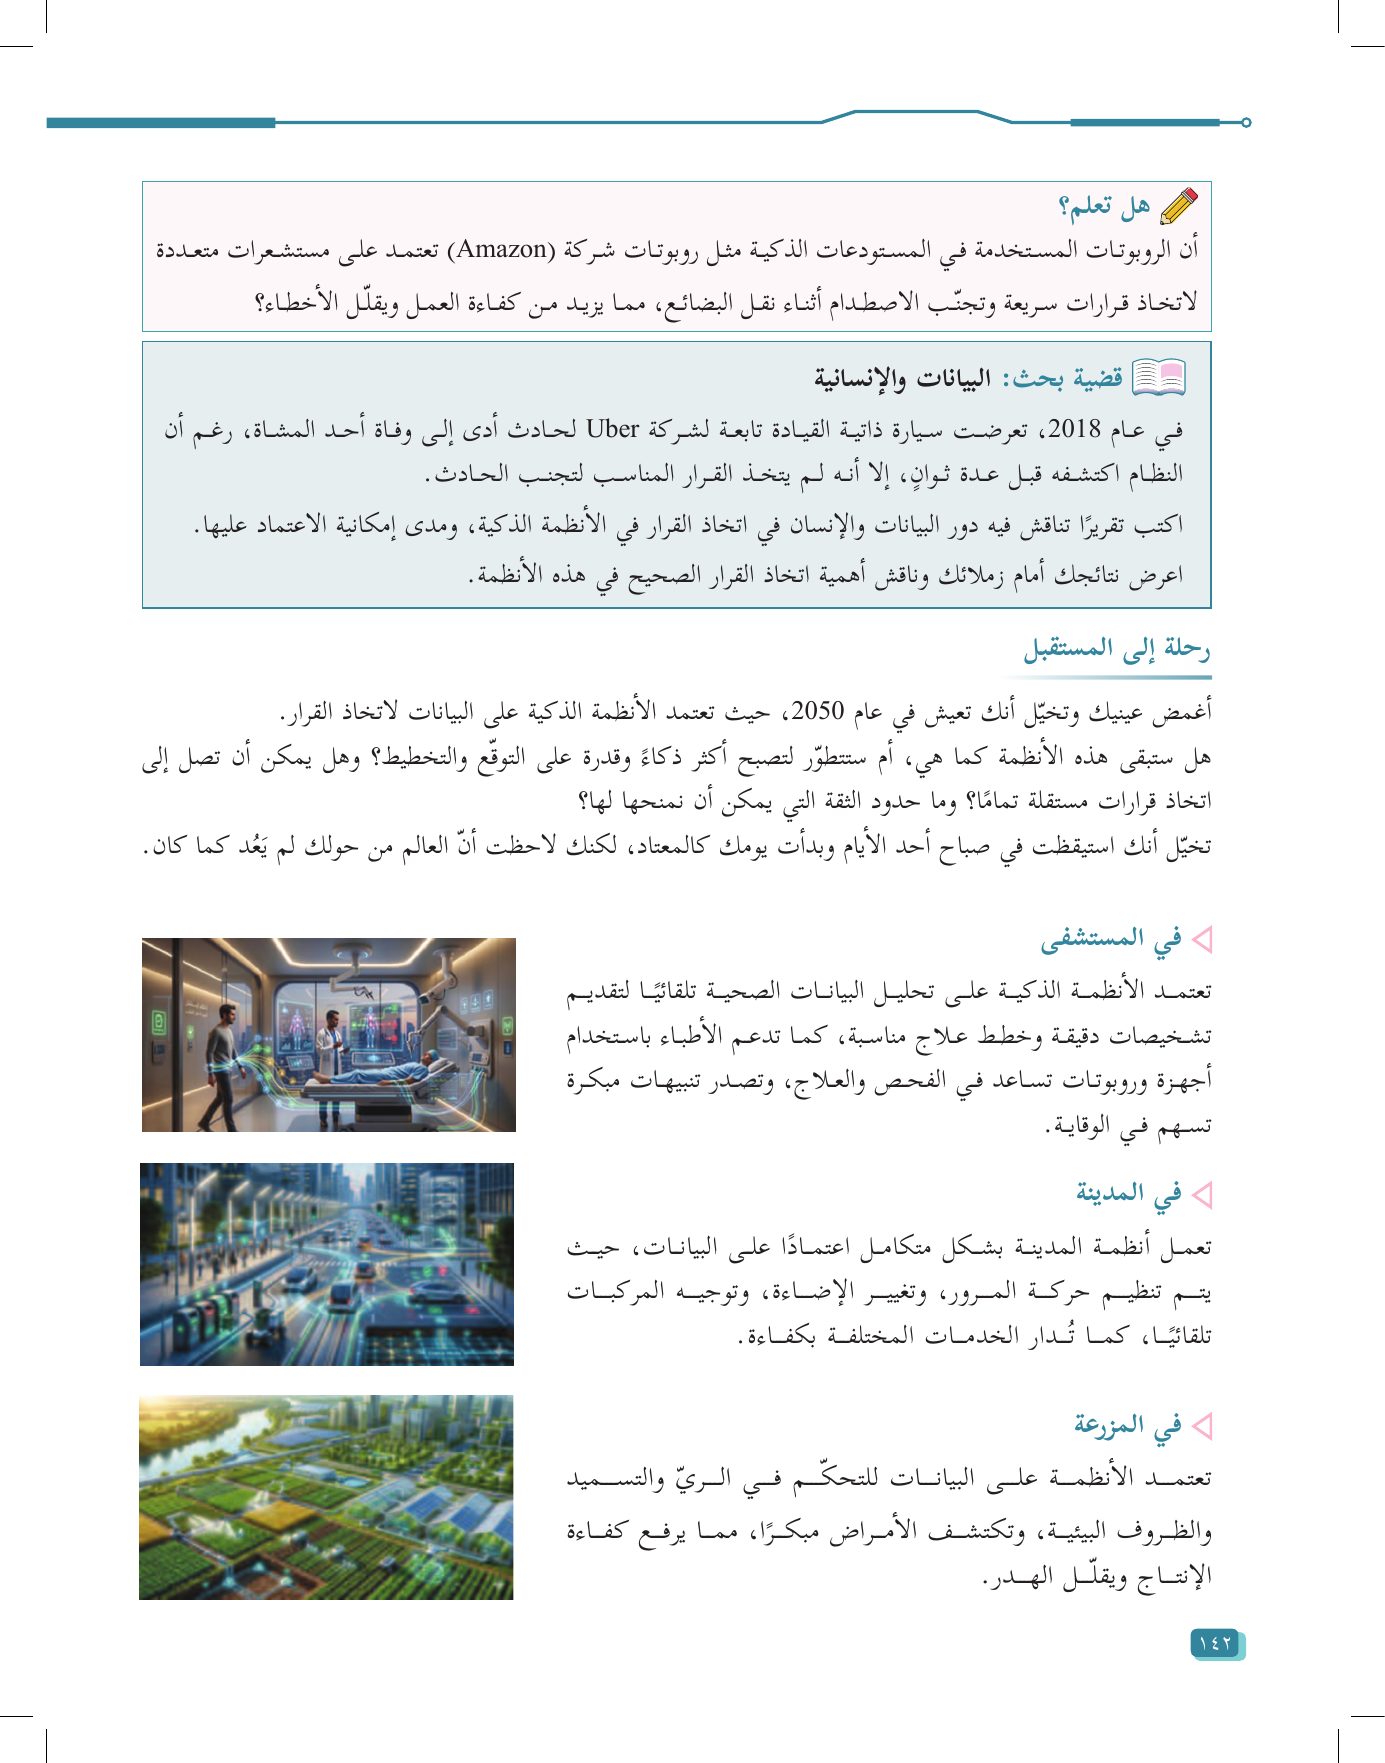 هل تعلم؟
أن الروبوتات المستخدمة في المستودعات الذكية مثل روبوتات شركة (Amazon) تعتمد على مستشعرات متعددة
لاتخاذ قرارات سريعة وتجنّب الاصطدام أثناء نقل البضائع، مما يزيد من كفاءة العمل ويقلّل الأخطاء؟
قضية بحث: البيانات والإنسانية
في عام 2018، تعرضت سيارة ذاتية القيادة تابعة لشركة Uber لحادث أدى إلى وفاة أحد المشاة، رغم أن
النظام اكتشفه قبل عدة ثوانٍ، إلا أنه لم يتخذ القرار المناسب لتجنب الحادث.
اكتب تقريرًا تناقش فيه دور البيانات والإنسان في اتخاذ القرار في الأنظمة الذكية، ومدى إمكانية الاعتماد عليها.
اعرض نتائجك أمام زملائك وناقش أهمية اتخاذ القرار الصحيح في هذه الأنظمة.
رحلة إلى المستقبل
أغمض عينيك وتخيّل أنك تعيش في عام 2050، حيث تعتمد الأنظمة الذكية على البيانات لاتخاذ القرار.
هل ستبقى هذه الأنظمة كما هي، أم ستتطوّر لتصبح أكثر ذكاءً وقدرة على التوقّع والتخطيط؟ وهل يمكن أن تصل إلى
اتخاذ قرارات مستقلة تمامًا؟ وما حدود الثقة التي يمكن أن نمنحها لها؟
تخيّل أنك استيقظت في صباح أحد الأيام وبدأت يومك كالمعتاد، لكنك لاحظت أنّ العالم من حولك لم يَعُد كما كان.
في المستشفى
تعتمد الأنظمة الذكية على تحليل البيانات الصحية تلقائيًا لتقديم
تشخيصات دقيقة وخطط علاج مناسبة، كما تدعم الأطباء باستخدام
أجهزة وروبوتات تساعد في الفحص والعلاج، وتصدر تنبيهات مبكرة
تسهم في الوقاية.
في المدينة
تعمل أنظمة المدينة بشكل متكامل اعتمادًا على البيانات، حيث
يتم تنظيم حركة المرور، وتغيير الإضاءة، وتوجيه المركبات
تلقائيًا، كما تُدار الخدمات المختلفة بكفاءة.
في المزرعة
تعتمد الأنظمة على البيانات للتحكّم في الريّ والتسميد
والظروف البيئية، وتكتشف الأمراض مبكرًا، مما يرفع كفاءة
الإنتاج ويقلّل الهدر.
١٤٢